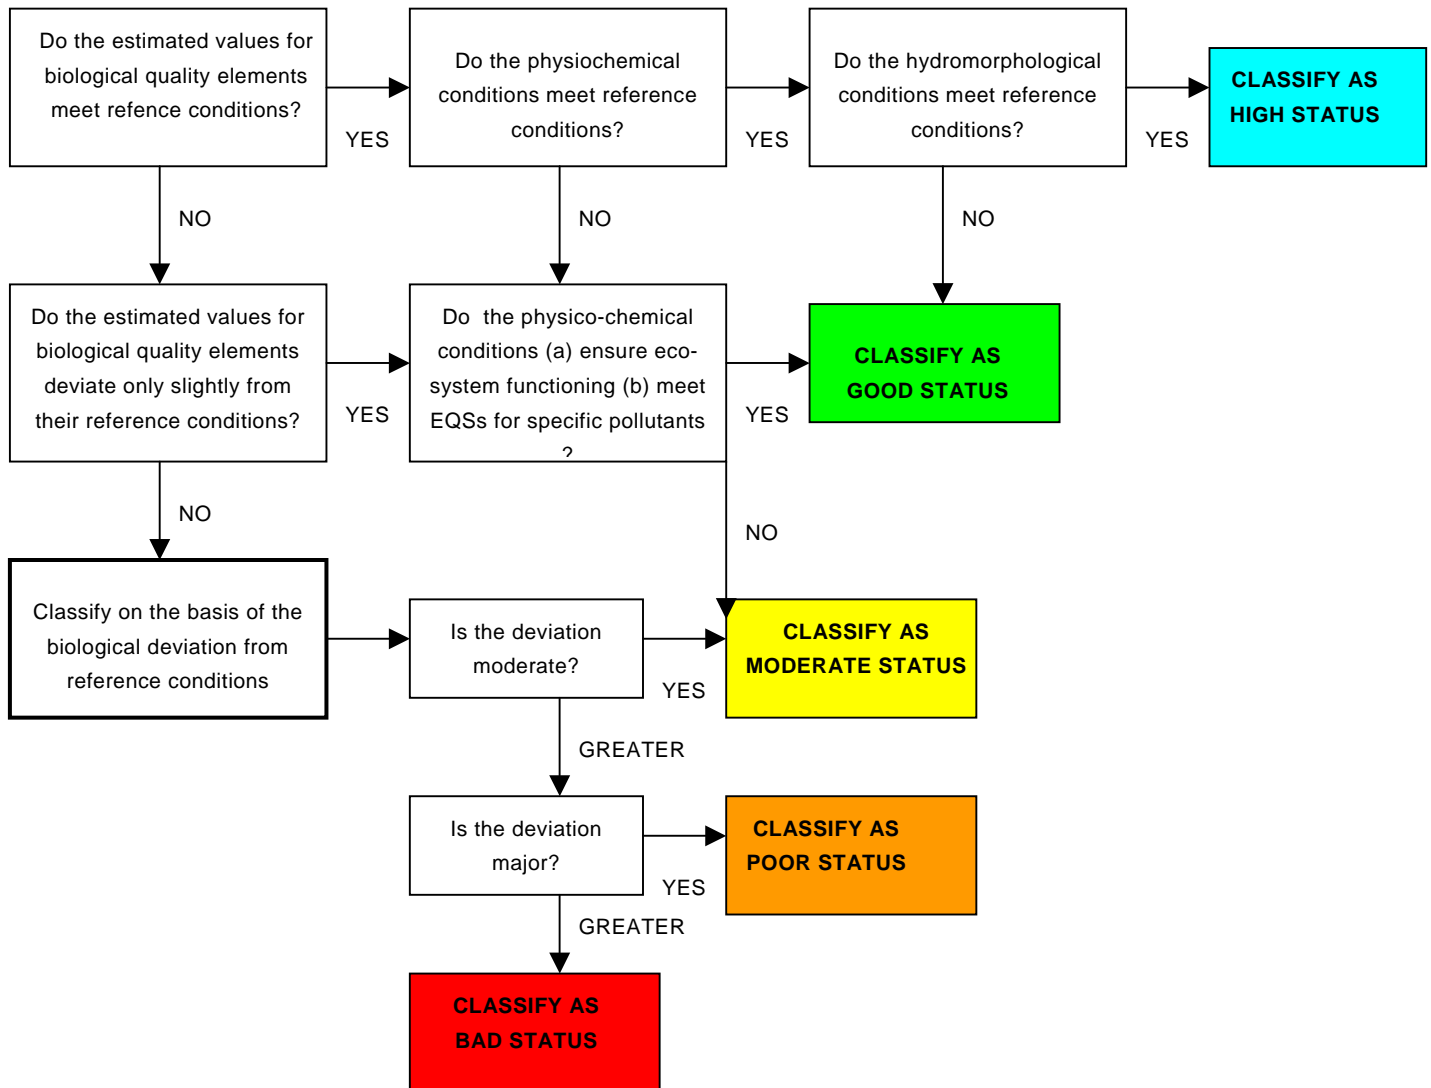 Do the estimated values for
biological quality elements
meet refence conditions?
YES
Do the physiochemical
conditions meet reference
conditions?
YES
Do the hydromorphological
conditions meet reference
conditions?
YES
CLASSIFY AS
HIGH STATUS
NO
NO
NO
Do the estimated values for
biological quality elements
deviate only slightly from
their reference conditions?
YES
Do the physico-chemical
conditions (a) ensure eco-
system functioning (b) meet
EQSs for specific pollutants
?
YES
CLASSIFY AS
GOOD STATUS
NO
NO
Classify on the basis of the
biological deviation from
reference conditions
Is the deviation
moderate?
YES
CLASSIFY AS
MODERATE STATUS
GREATER
Is the deviation
major?
YES
CLASSIFY AS
POOR STATUS
GREATER
CLASSIFY AS
BAD STATUS